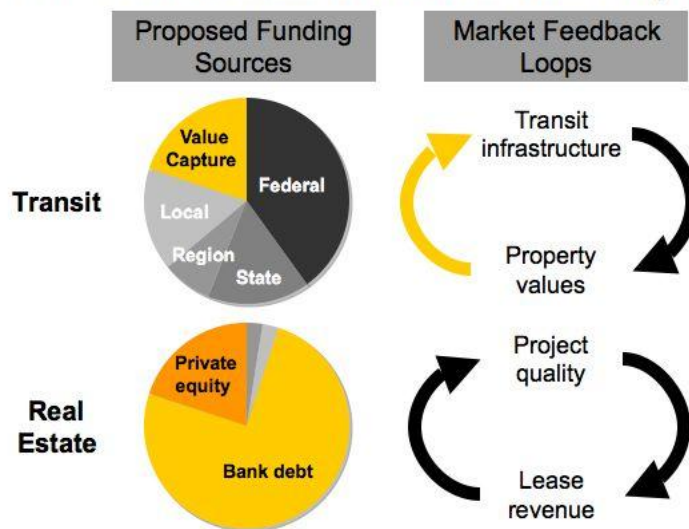 Proposed Funding
Sources
Market Feedback
Loops
Transit
Value
Capture
Federal
Local
Region
State
Transit
infrastructure
Property
values
Real
Estate
Private
equity
Bank debt
Project
quality
Lease
revenue